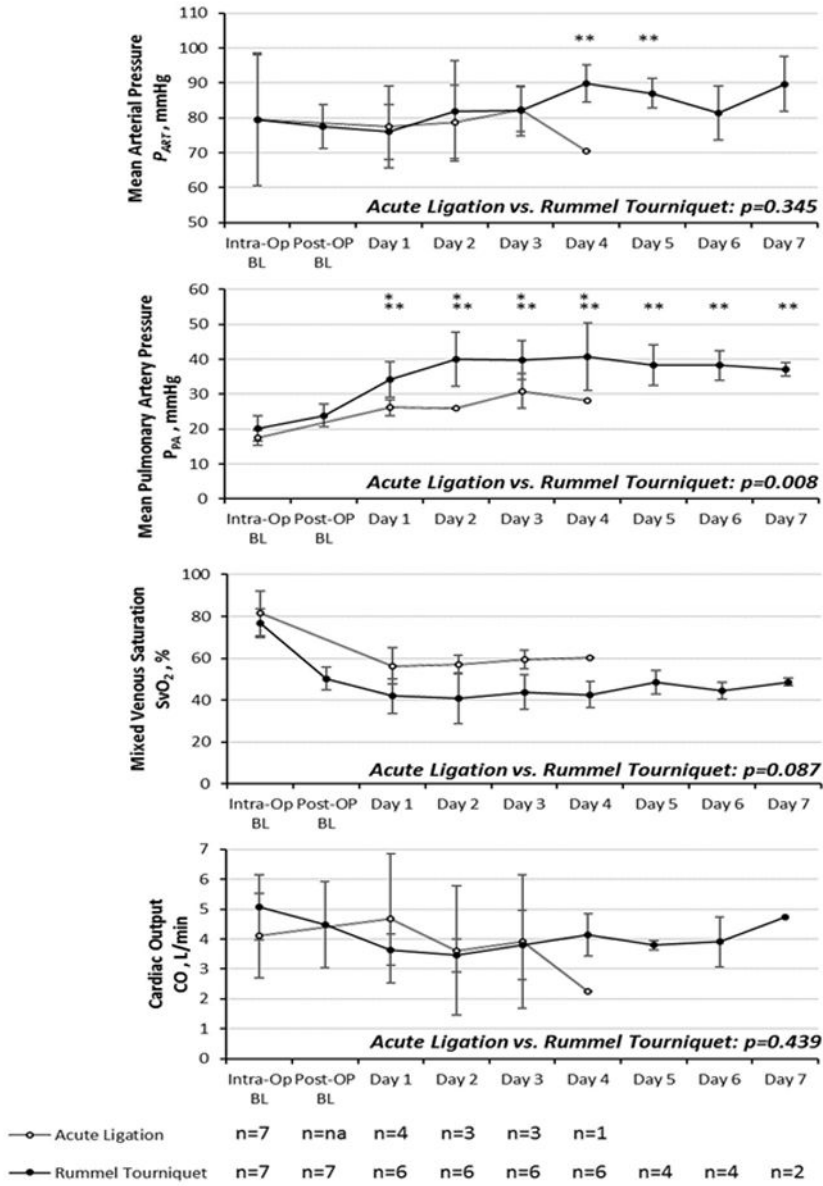 Mean Arterial Pressure
P_ART, mmHg
110
100
90
80
70
60
50
** **
Acute Ligation vs. Rummel Tourniquet: p=0.345
Intra-Op BL Post-OP BL Day 1 Day 2 Day 3 Day 4 Day 5 Day 6 Day 7
Mean Pulmonary Artery Pressure
P_PA, mmHg
60
50
40
30
20
10
0
* * * *
** ** ** ** ** ** **
Acute Ligation vs. Rummel Tourniquet: p=0.008
Intra-Op BL Post-OP BL Day 1 Day 2 Day 3 Day 4 Day 5 Day 6 Day 7
Mixed Venous Saturation
SvO₂, %
100
80
60
40
20
0
Acute Ligation vs. Rummel Tourniquet: p=0.087
Intra-Op BL Post-OP BL Day 1 Day 2 Day 3 Day 4 Day 5 Day 6 Day 7
Cardiac Output
CO, L/min
7
6
5
4
3
2
1
0
Acute Ligation vs. Rummel Tourniquet: p=0.439
Intra-Op BL Post-OP BL Day 1 Day 2 Day 3 Day 4 Day 5 Day 6 Day 7
Acute Ligation n=7 n=na n=4 n=3 n=3 n=1
Rummel Tourniquet n=7 n=7 n=6 n=6 n=6 n=6 n=4 n=4 n=2